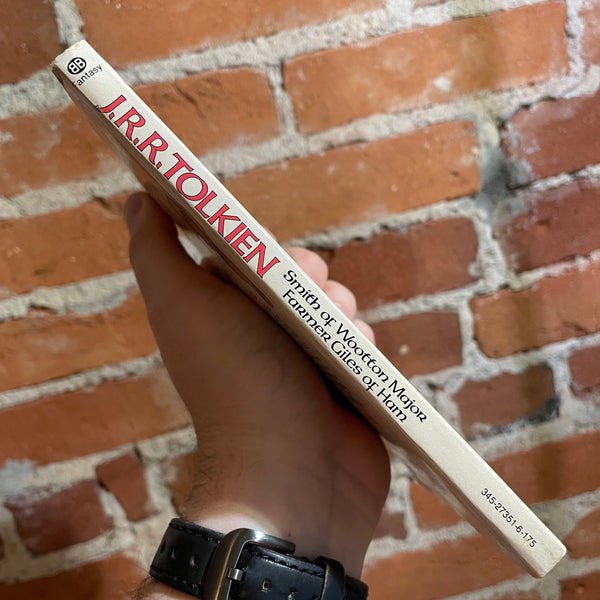 BB
Fantasy
J.R.R. TOLKIEN
Smith of Wootton Major
Farmer Giles of Ham
345-27351-6-175